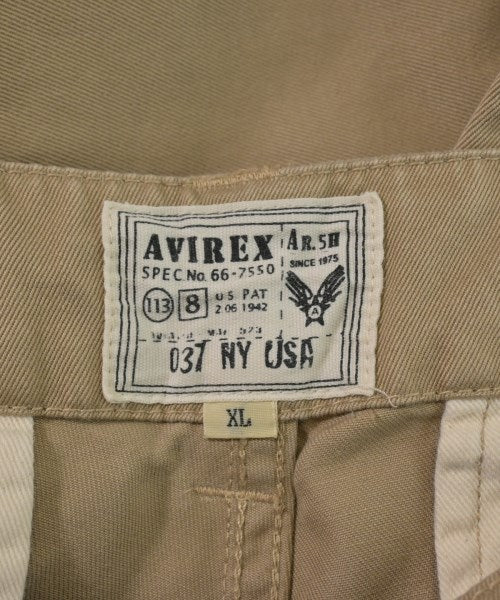 AVIREX
SPEC No. 66-7550
113 8 U S PAT
2 06 1942
037 NY USA
AR.5H
SINCE 1975
A
XL